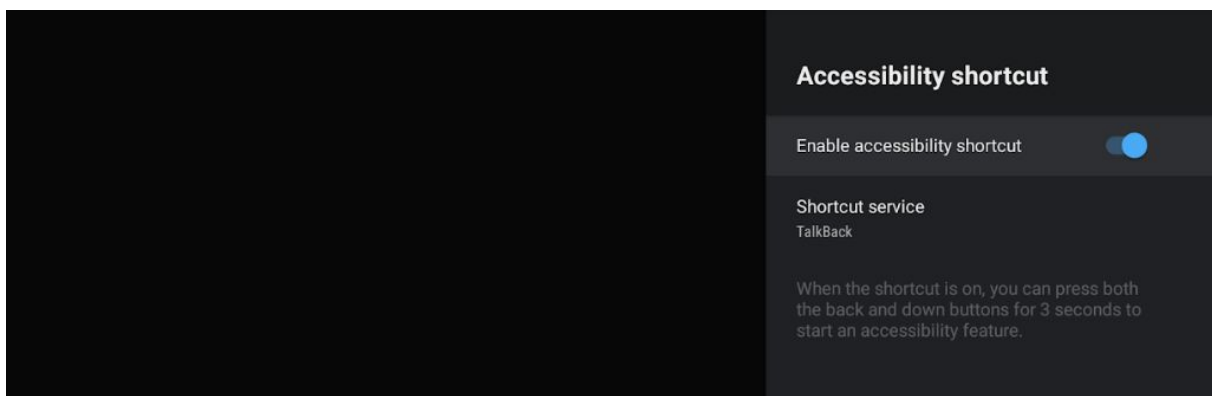 Accessibility shortcut
Enable accessibility shortcut
Shortcut service
TalkBack
When the shortcut is on, you can press both
the back and down buttons for 3 seconds to
start an accessibility feature.